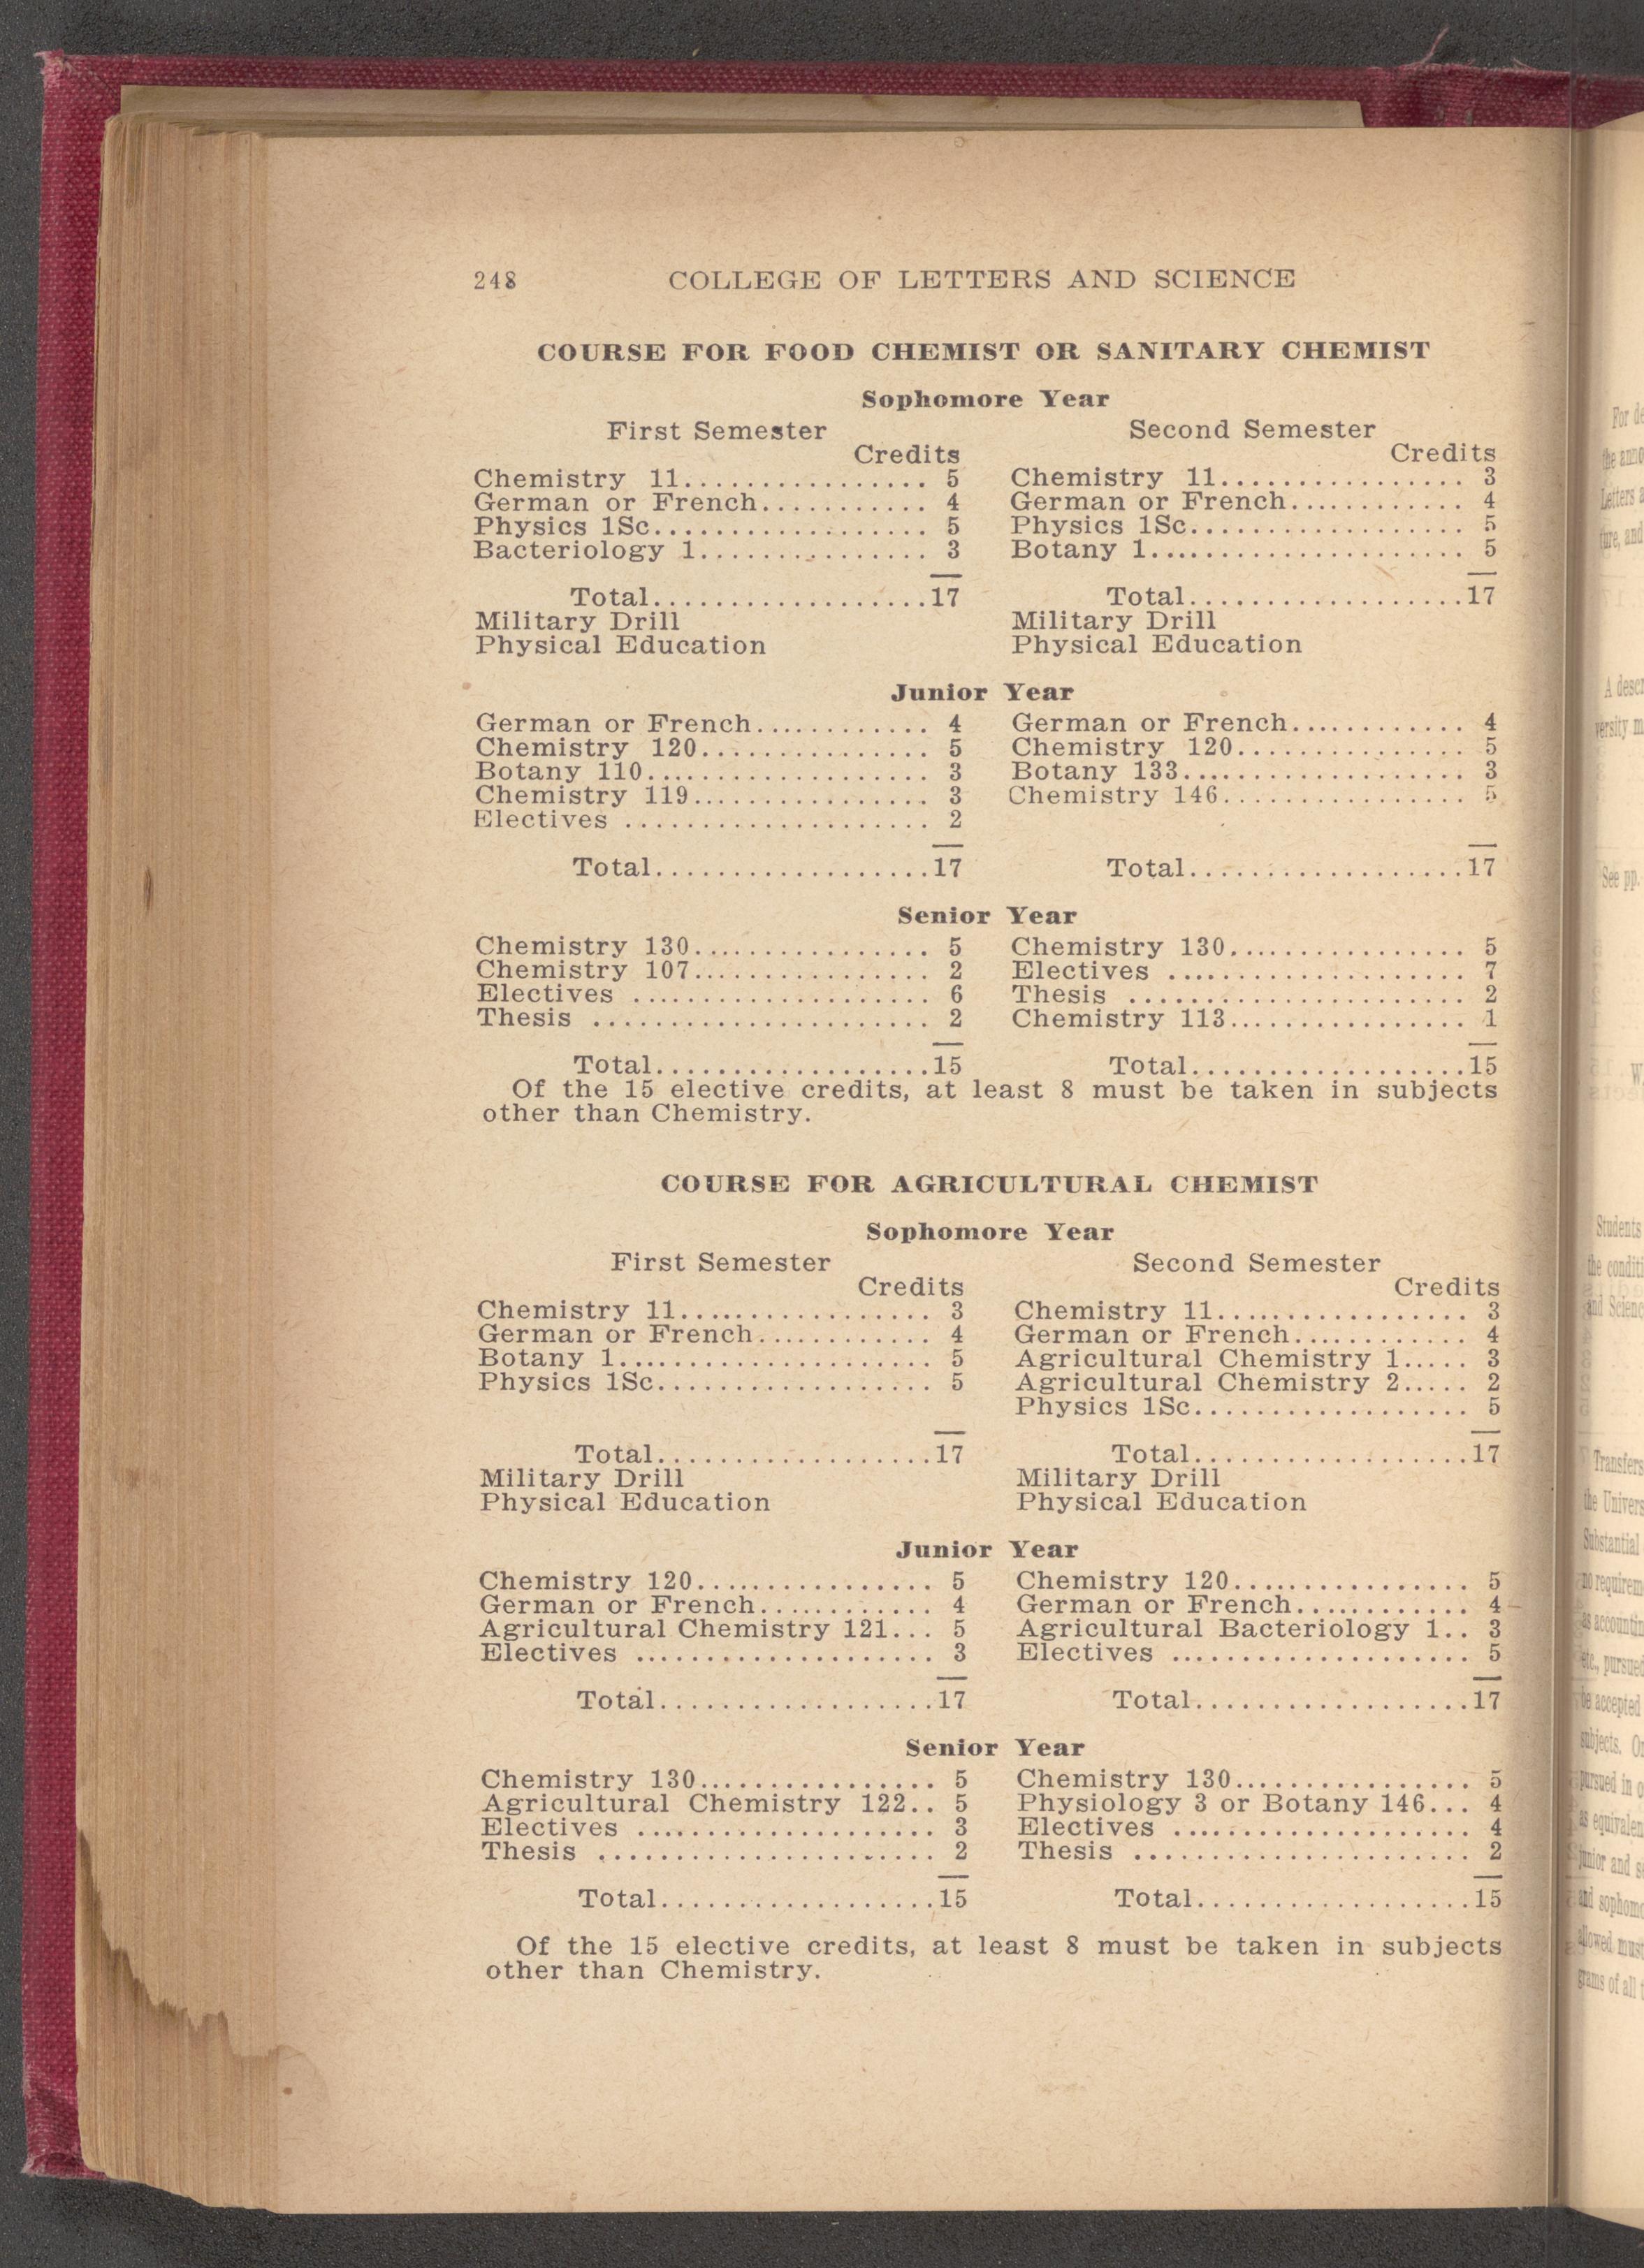 248 COLLEGE OF LETTERS AND SCIENCE
COURSE FOR FOOD CHEMIST OR SANITARY CHEMIST
Sophomore Year
First Semester Second Semester
Credits Credits
Chemistry 11................ 5 Chemistry 11................ 3
German or French........... 4 German or French............ 4
Physics 1Sc.................. 5 Physics 1Sc.................. 5
Bacteriology 1............... 3 Botany 1..................... 5
Total..................17 Total..................17
Military Drill Military Drill
Physical Education Physical Education
Junior Year
German or French............ 4 German or French............ 4
Chemistry 120............... 5 Chemistry 120............... 5
Botany 110................... 3 Botany 133................... 3
Chemistry 119................ 3 Chemistry 146................ 5
Electives .................... 2
Total..................17 Total..................17
Senior Year
Chemistry 130................ 5 Chemistry 130................ 5
Chemistry 107................ 2 Electives .................... 7
Electives .................... 6 Thesis ....................... 2
Thesis ....................... 2 Chemistry 113................ 1
Total..................15 Total..................15
Of the 15 elective credits, at least 8 must be taken in subjects
other than Chemistry.
COURSE FOR AGRICULTURAL CHEMIST
Sophomore Year
First Semester Second Semester
Credits Credits
Chemistry 11................. 3 Chemistry 11................. 3
German or French............ 4 German or French............ 4
Botany 1..................... 5 Agricultural Chemistry 1..... 3
Physics 1Sc.................. 5 Agricultural Chemistry 2..... 2
Physics 1Sc.................. 5
Total..................17 Total..................17
Military Drill Military Drill
Physical Education Physical Education
Junior Year
Chemistry 120................ 5 Chemistry 120................ 5
German or French............ 4 German or French............ 4
Agricultural Chemistry 121... 5 Agricultural Bacteriology 1.. 3
Electives .................... 3 Electives .................... 5
Total..................17 Total..................17
Senior Year
Chemistry 130................ 5 Chemistry 130................ 5
Agricultural Chemistry 122.. 5 Physiology 3 or Botany 146... 4
Electives .................... 3 Electives .................... 4
Thesis ....................... 2 Thesis ....................... 2
Total..................15 Total..................15
Of the 15 elective credits, at least 8 must be taken in subjects
other than Chemistry.
For
Letters
A
See pp.
Students
Transfers
Substantial
pursued in
and
grams of all